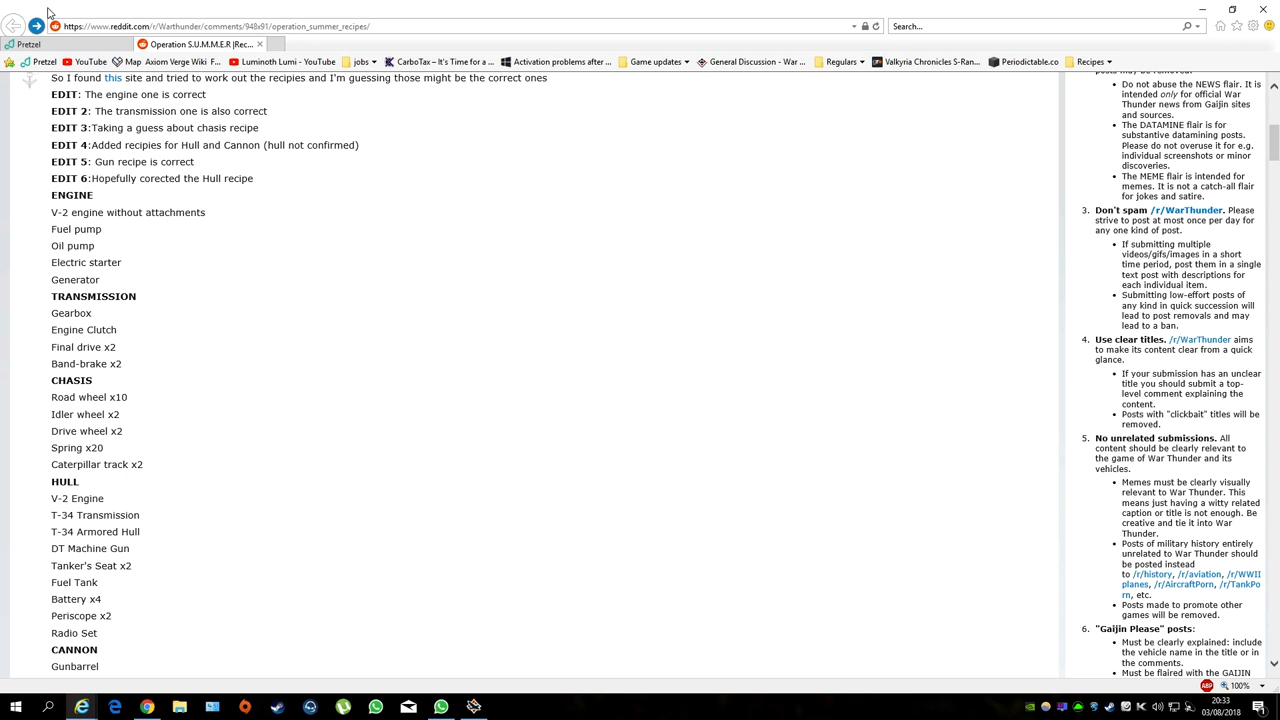 https://www.reddit.com/r/Warthunder/comments/948x91/operation_summer_recipes/
Search...
Pretzel
Operation S.U.M.M.E.R |Rec...
Pretzel
YouTube
Map Axiom Verge Wiki F...
Luminoth Lumi - YouTube
jobs
CarboTax – It's Time for a ...
Activation problems after ...
Game updates
General Discussion - War ...
Regulars
Valkyria Chronicles S-Ran...
Periodictable.co
Recipes
So I found this site and tried to work out the recipies and I'm guessing those might be the correct ones
EDIT: The engine one is correct
EDIT 2: The transmission one is also correct
EDIT 3:Taking a guess about chasis recipe
EDIT 4:Added recipies for Hull and Cannon (hull not confirmed)
EDIT 5: Gun recipe is correct
EDIT 6:Hopefully corected the Hull recipe
ENGINE
V-2 engine without attachments
Fuel pump
Oil pump
Electric starter
Generator
TRANSMISSION
Gearbox
Engine Clutch
Final drive x2
Band-brake x2
CHASIS
Road wheel x10
Idler wheel x2
Drive wheel x2
Spring x20
Caterpillar track x2
HULL
V-2 Engine
T-34 Transmission
T-34 Armored Hull
DT Machine Gun
Tanker's Seat x2
Fuel Tank
Battery x4
Periscope x2
Radio Set
CANNON
Gunbarrel
posts may be removed.
Do not abuse the NEWS flair. It is
intended only for official War
Thunder news from Gaijin sites
and sources.
The DATAMINE flair is for
substantive datamining posts.
Please do not overuse it for e.g.
individual screenshots or minor
discoveries.
The MEME flair is intended for
memes. It is not a catch-all flair
for jokes and satire.
3. Don't spam /r/WarThunder. Please
strive to post at most once per day for
any one kind of post.
If submitting multiple
videos/gifs/images in a short
time period, post them in a single
text post with descriptions for
each individual item.
Submitting low-effort posts of
any kind in quick succession will
lead to post removals and may
lead to a ban.
4. Use clear titles. /r/WarThunder aims
to make its content clear from a quick
glance.
If your submission has an unclear
title you should submit a top-
level comment explaining the
content.
Posts with "clickbait" titles will be
removed.
5. No unrelated submissions. All
content should be clearly relevant to
the game of War Thunder and its
vehicles.
Memes must be clearly visually
relevant to War Thunder. This
means just having a witty related
caption or title is not enough. Be
creative and tie it into War
Thunder.
Posts of military history entirely
unrelated to War Thunder should
be posted instead
to /r/history, /r/aviation, /r/WWII
planes, /r/AircraftPorn, /r/TankPo
rn, etc.
Posts made to promote other
games will be removed.
6. "Gaijin Please" posts:
Must be clearly explained: include
the vehicle name in the title or in
the comments.
Must be flaired with the GAIJIN
ABP
100%
20:33
03/08/2018